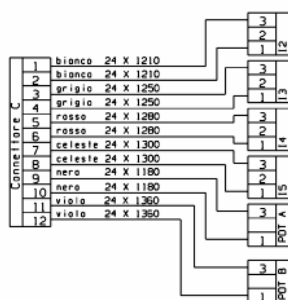 Connettore C
1 bianco 24 X 1210
2 bianco 24 X 1210
3 grigio 24 X 1250
4 grigio 24 X 1250
5 rosso 24 X 1280
6 rosso 24 X 1280
7 celeste 24 X 1300
8 celeste 24 X 1300
9 nero 24 X 1180
10 nero 24 X 1180
11 viola 24 X 1360
12 viola 24 X 1360
3
2
1
I2
3
2
1
I3
3
2
1
I4
3
2
1
I5
3
1
POT A
3
1
POT B